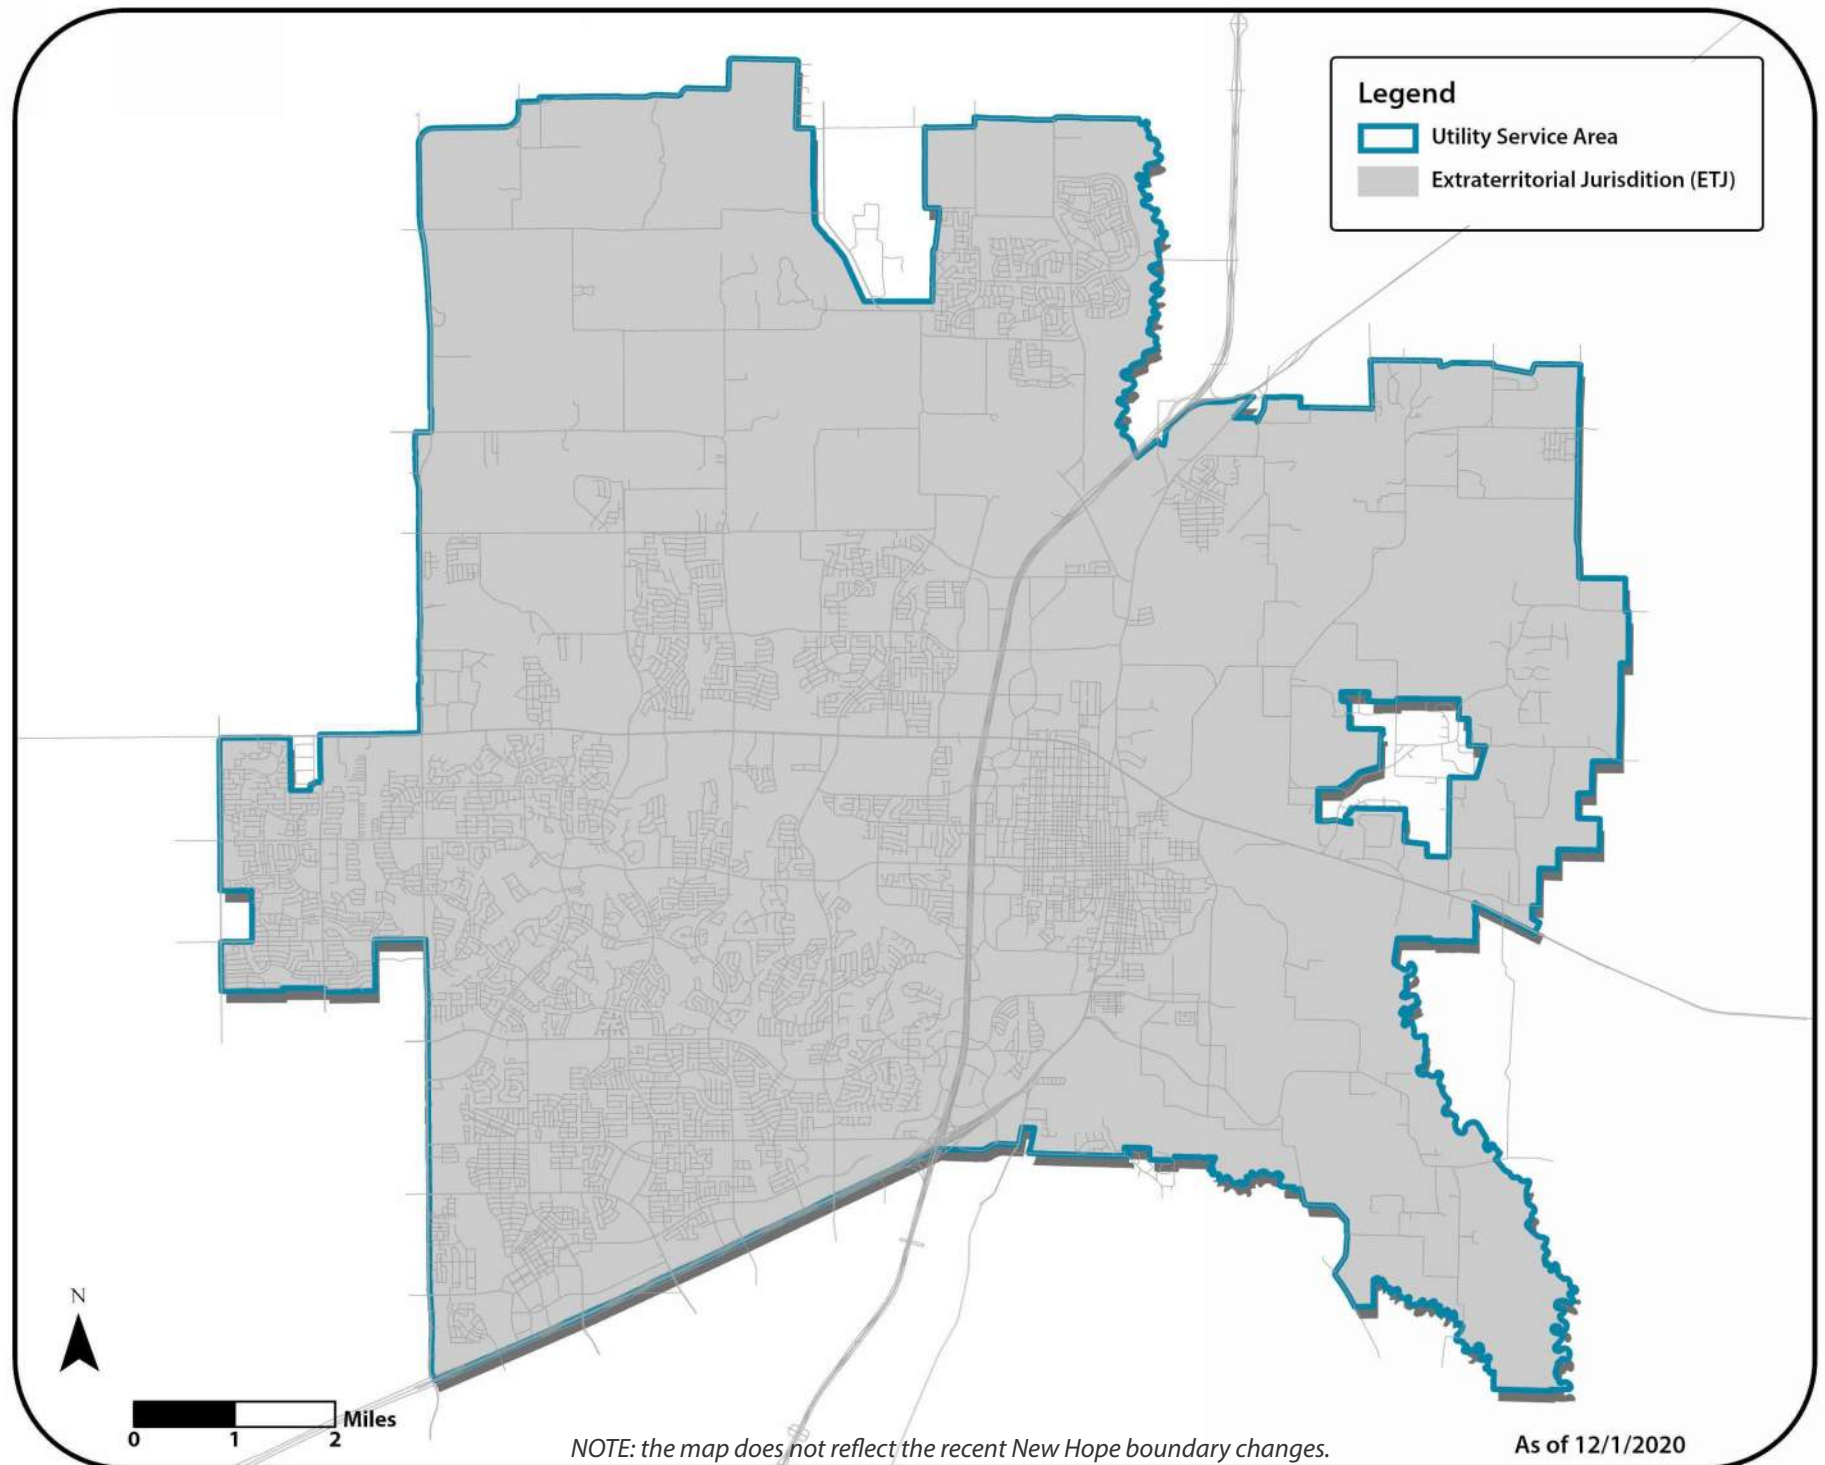 Legend
Utility Service Area
Extraterritorial Jurisdition (ETJ)
N
Miles
0 1 2
NOTE: the map does not reflect the recent New Hope boundary changes.
As of 12/1/2020